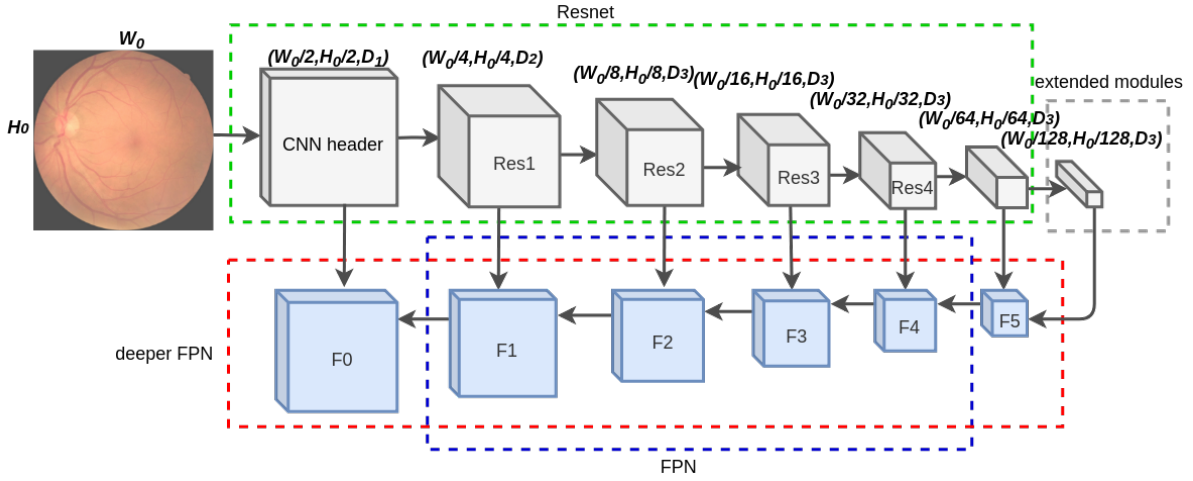 Resnet
W₀
(W₀/2,H₀/2,D₁)
(W₀/4,H₀/4,D₂)
(W₀/8,H₀/8,D₃)
(W₀/16,H₀/16,D₃)
extended modules
(W₀/32,H₀/32,D₃)
(W₀/64,H₀/64,D₃)
(W₀/128,H₀/128,D₃)
H₀
CNN header
Res1
Res2
Res3
Res4
deeper FPN
F0
F1
F2
F3
F4
F5
FPN